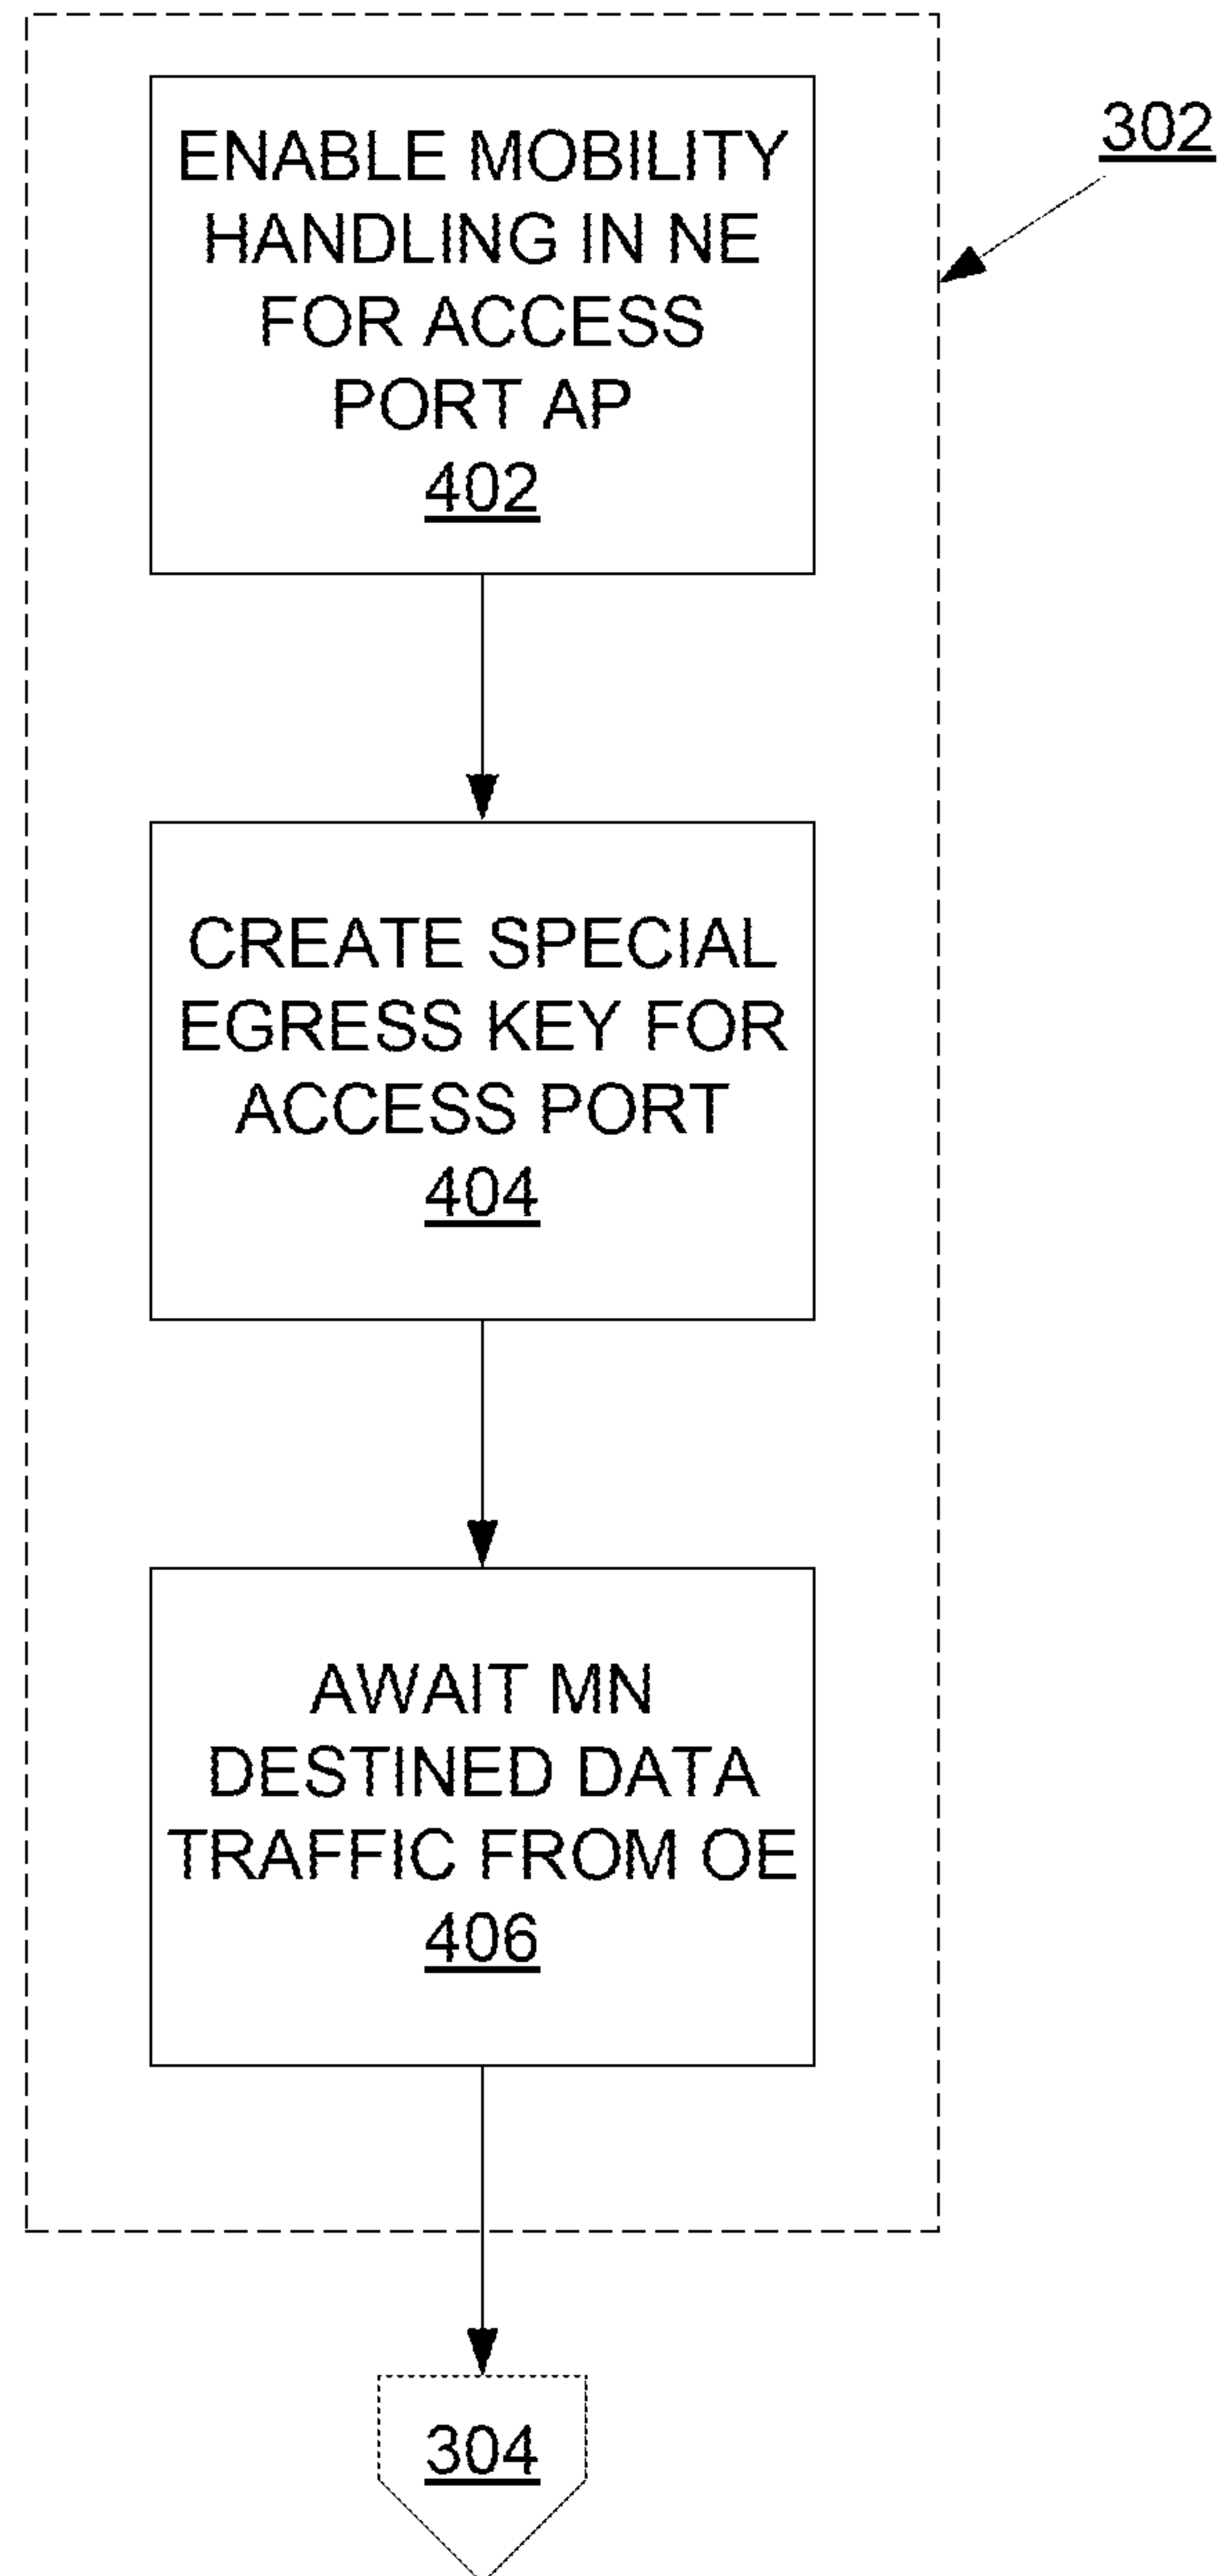 302
ENABLE MOBILITY
HANDLING IN NE
FOR ACCESS
PORT AP
402
CREATE SPECIAL
EGRESS KEY FOR
ACCESS PORT
404
AWAIT MN
DESTINED DATA
TRAFFIC FROM OE
406
304